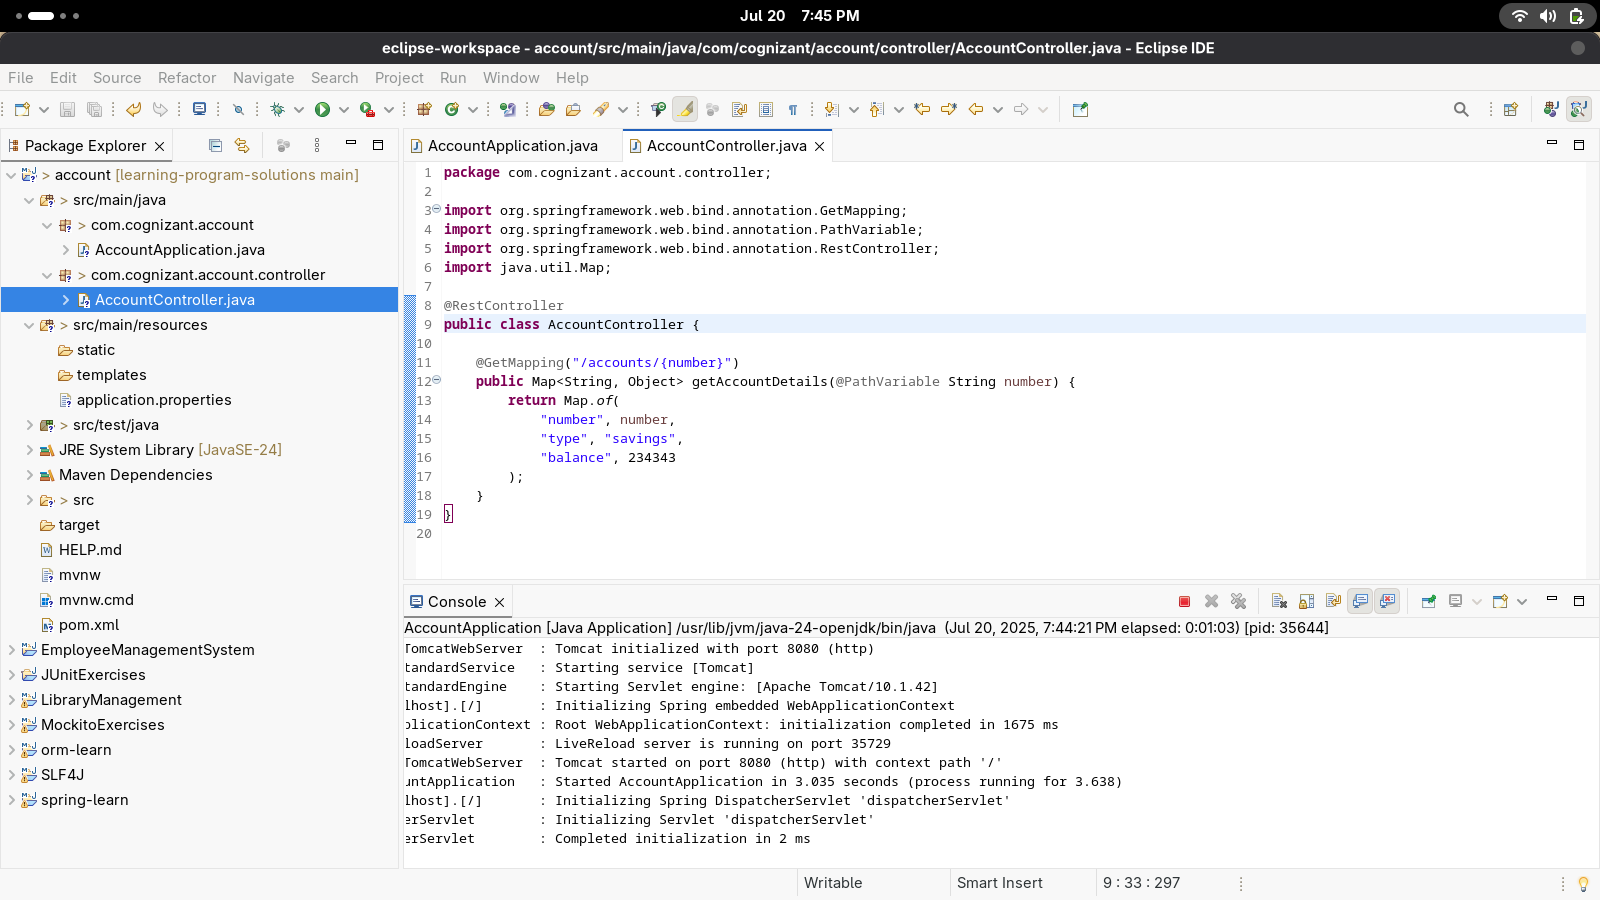 Jul 20 7:45 PM
eclipse-workspace - account/src/main/java/com/cognizant/account/controller/AccountController.java - Eclipse IDE
File Edit Source Refactor Navigate Search Project Run Window Help
Package Explorer
> account [learning-program-solutions main]
> src/main/java
> com.cognizant.account
AccountApplication.java
> com.cognizant.account.controller
AccountController.java
> src/main/resources
static
templates
application.properties
> src/test/java
JRE System Library [JavaSE-24]
Maven Dependencies
> src
target
HELP.md
mvnw
mvnw.cmd
pom.xml
EmployeeManagementSystem
JUnitExercises
LibraryManagement
MockitoExercises
orm-learn
SLF4J
spring-learn
AccountApplication.java AccountController.java
1 package com.cognizant.account.controller;
2
3 import org.springframework.web.bind.annotation.GetMapping;
4 import org.springframework.web.bind.annotation.PathVariable;
5 import org.springframework.web.bind.annotation.RestController;
6 import java.util.Map;
7
8 @RestController
9 public class AccountController {
10
11     @GetMapping("/accounts/{number}")
12     public Map<String, Object> getAccountDetails(@PathVariable String number) {
13         return Map.of(
14             "number", number,
15             "type", "savings",
16             "balance", 234343
17         );
18     }
19 }
20
Console
AccountApplication [Java Application] /usr/lib/jvm/java-24-openjdk/bin/java (Jul 20, 2025, 7:44:21 PM elapsed: 0:01:03) [pid: 35644]
TomcatWebServer  : Tomcat initialized with port 8080 (http)
tandardService   : Starting service [Tomcat]
tandardEngine    : Starting Servlet engine: [Apache Tomcat/10.1.42]
lhost].[/]       : Initializing Spring embedded WebApplicationContext
plicationContext : Root WebApplicationContext: initialization completed in 1675 ms
loadServer       : LiveReload server is running on port 35729
TomcatWebServer  : Tomcat started on port 8080 (http) with context path '/'
untApplication   : Started AccountApplication in 3.035 seconds (process running for 3.638)
lhost].[/]       : Initializing Spring DispatcherServlet 'dispatcherServlet'
erServlet        : Initializing Servlet 'dispatcherServlet'
erServlet        : Completed initialization in 2 ms
Writable Smart Insert 9 : 33 : 297